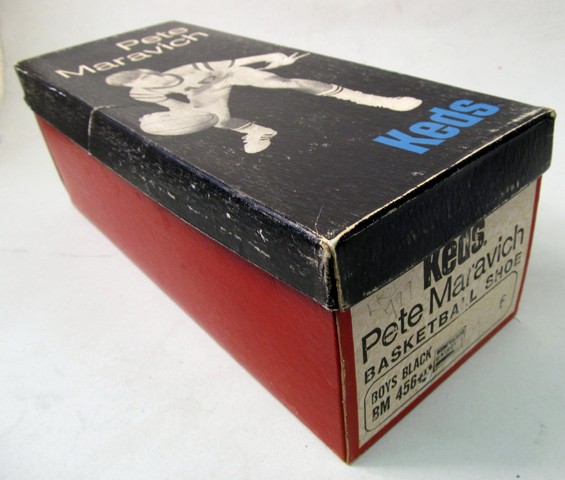 Pete
Maravich
Keds
Keds
Pete Maravich
BASKETBALL SHOE
BOYS BLACK
BM 456